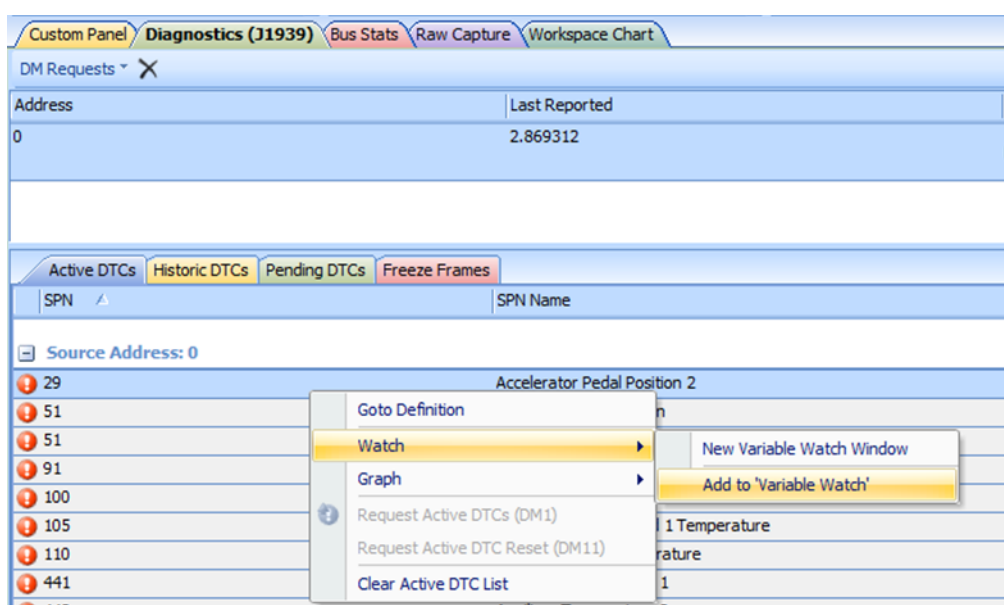 Custom Panel Diagnostics (J1939) Bus Stats Raw Capture Workspace Chart
DM Requests
Address Last Reported
0 2.869312
Active DTCs Historic DTCs Pending DTCs Freeze Frames
SPN SPN Name
Source Address: 0
29 Accelerator Pedal Position 2
51 Goto Definition n
51 Watch New Variable Watch Window
91 Graph Add to 'Variable Watch'
100
105 Request Active DTCs (DM1) l 1 Temperature
110 Request Active DTC Reset (DM11) rature
441 Clear Active DTC List 1